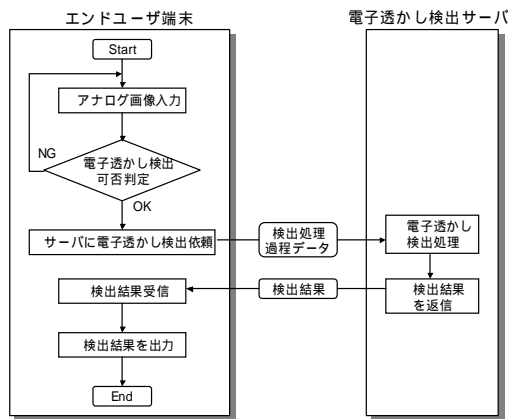 エンドユーザ端末
電子透かし検出サーバ
Start
アナログ画像入力
NG
電子透かし検出
可否判定
OK
サーバに電子透かし検出依頼
検出処理
過程データ
電子透かし
検出処理
検出結果受信
検出結果
検出結果
を返信
検出結果を出力
End